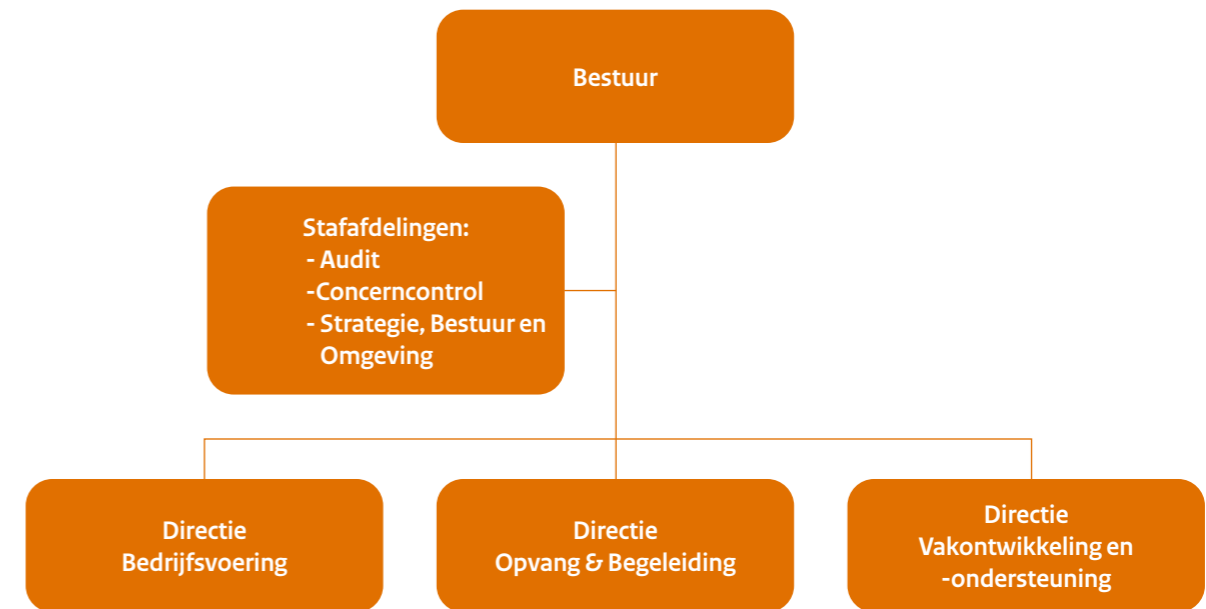 Bestuur
Stafafdelingen:
- Audit
-Concerncontrol
- Strategie, Bestuur en
Omgeving
Directie
Bedrijfsvoering
Directie
Opvang & Begeleiding
Directie
Vakontwikkeling en
-ondersteuning